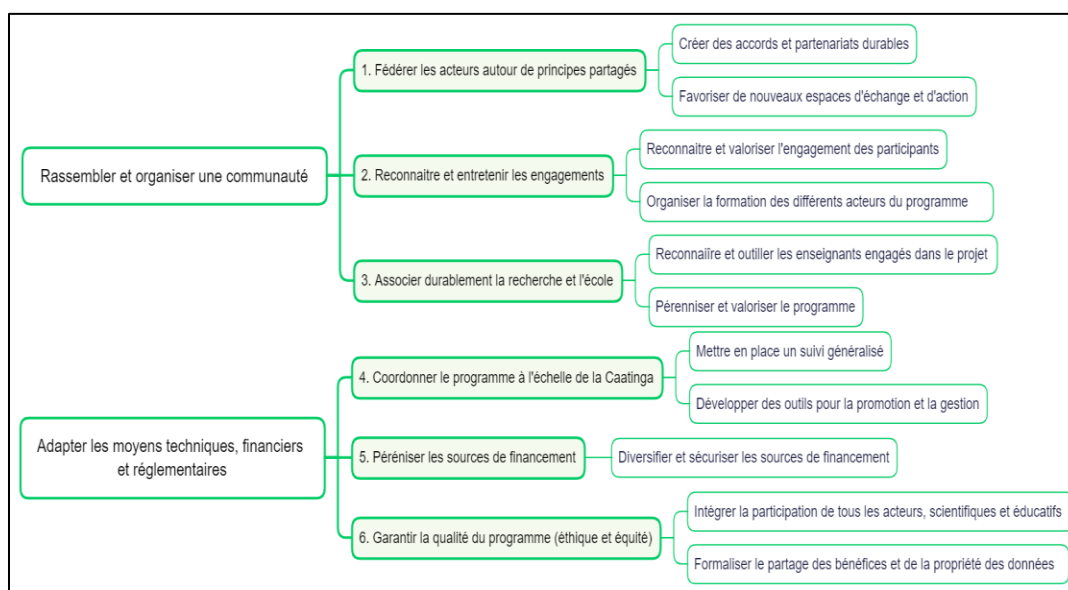 Rassembler et organiser une communauté
1. Fédérer les acteurs autour de principes partagés
Créer des accords et partenariats durables
Favoriser de nouveaux espaces d'échange et d'action
2. Reconnaitre et entretenir les engagements
Reconnaitre et valoriser l'engagement des participants
Organiser la formation des différents acteurs du programme
3. Associer durablement la recherche et l'école
Reconnaiîre et outiller les enseignants engagés dans le projet
Pérenniser et valoriser le programme
Adapter les moyens techniques, financiers
et réglementaires
4. Coordonner le programme à l'échelle de la Caatinga
Mettre en place un suivi généralisé
Développer des outils pour la promotion et la gestion
5. Péréniser les sources de financement
Diversifier et sécuriser les sources de financement
6. Garantir la qualité du programme (éthique et équité)
Intégrer la participation de tous les acteurs, scientifiques et éducatifs
Formaliser le partage des bénéfices et de la propriété des données